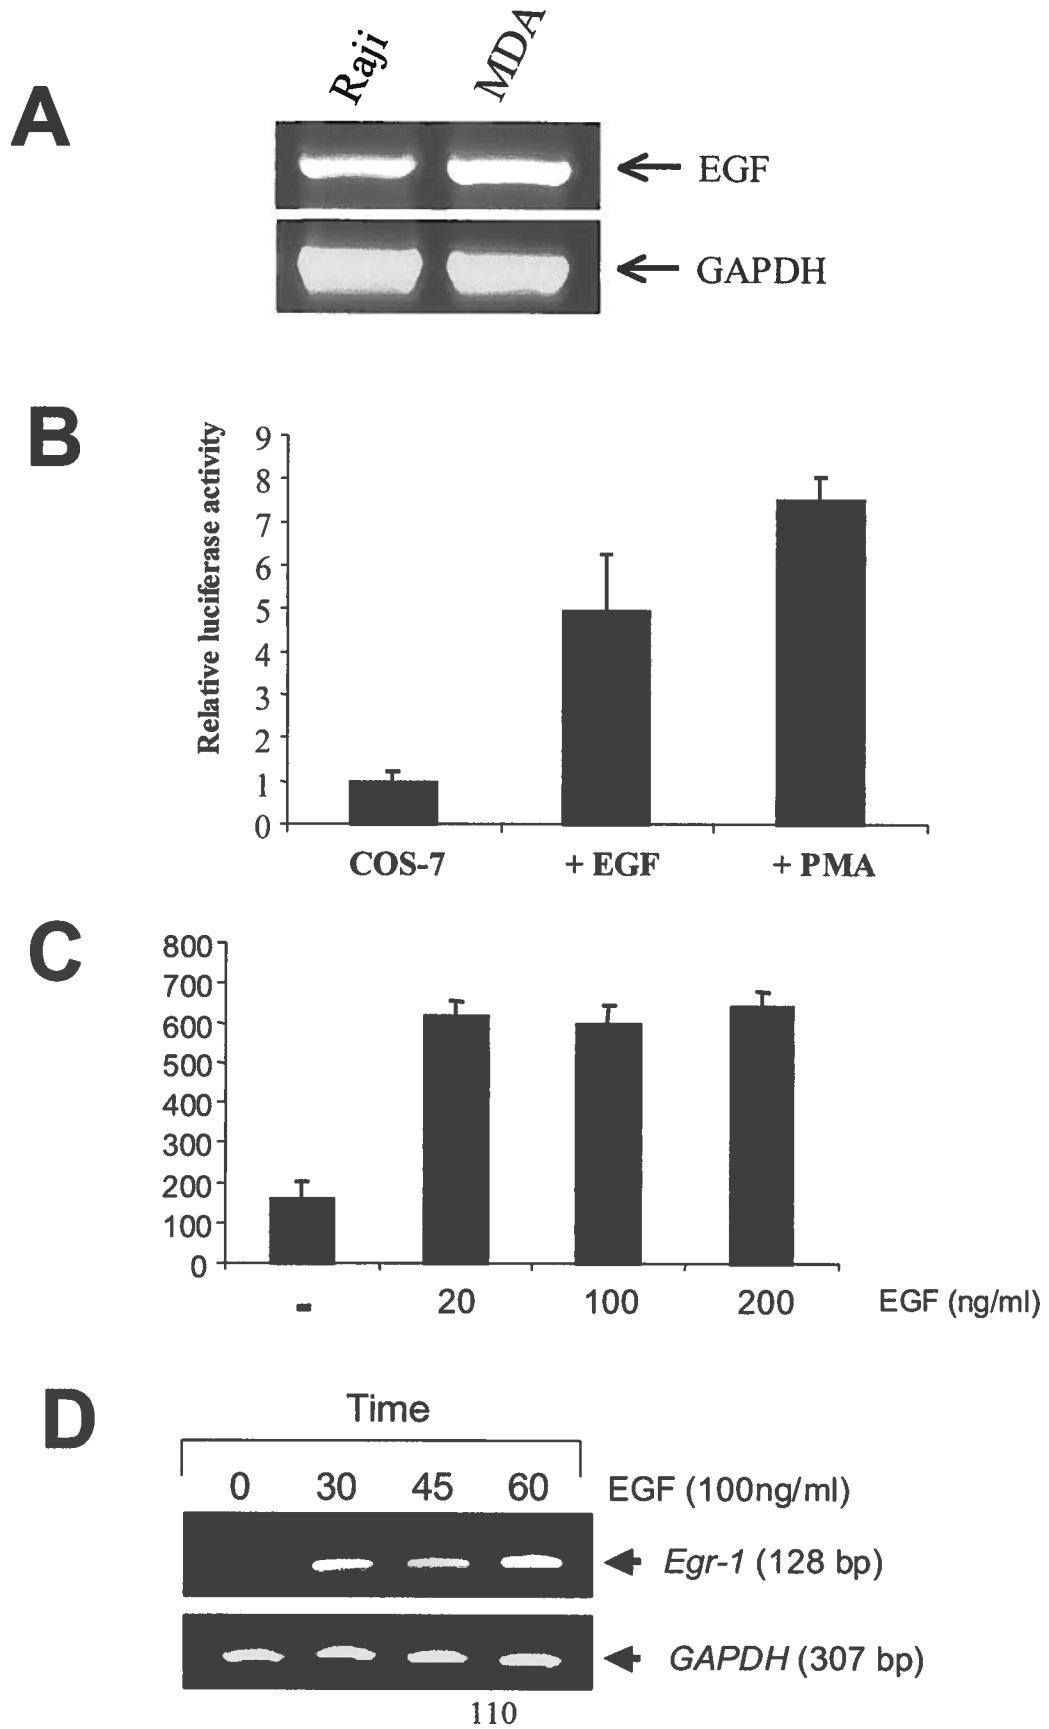 A
Raji MDA
EGF
GAPDH
B
Relative luciferase activity
9
8
7
6
5
4
3
2
1
0
COS-7 + EGF + PMA
C
800
700
600
500
400
300
200
100
0
- 20 100 200 EGF (ng/ml)
D
Time
0 30 45 60 EGF (100ng/ml)
Egr-1 (128 bp)
GAPDH (307 bp)
110